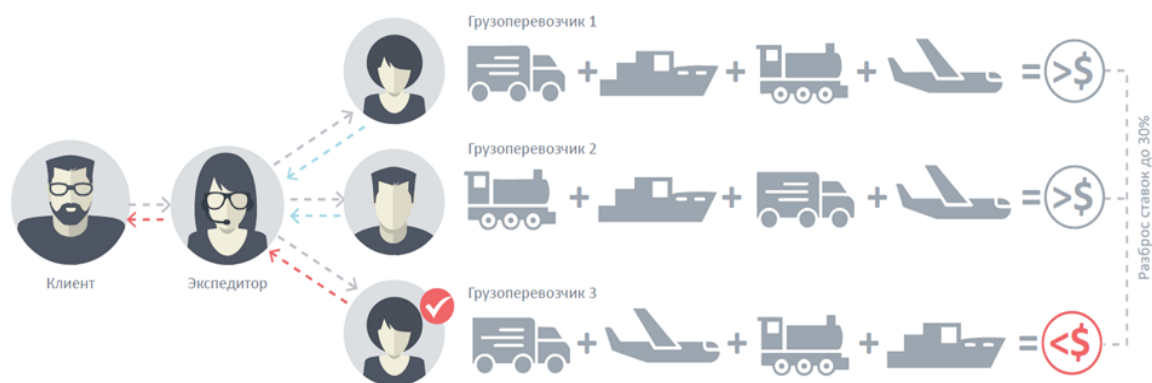 Грузоперевозчик 1
+ + + = >$
Грузоперевозчик 2
+ + + = >$
Клиент
Экспедитор
Грузоперевозчик 3
+ + + = <$
Разброс ставок до 30%